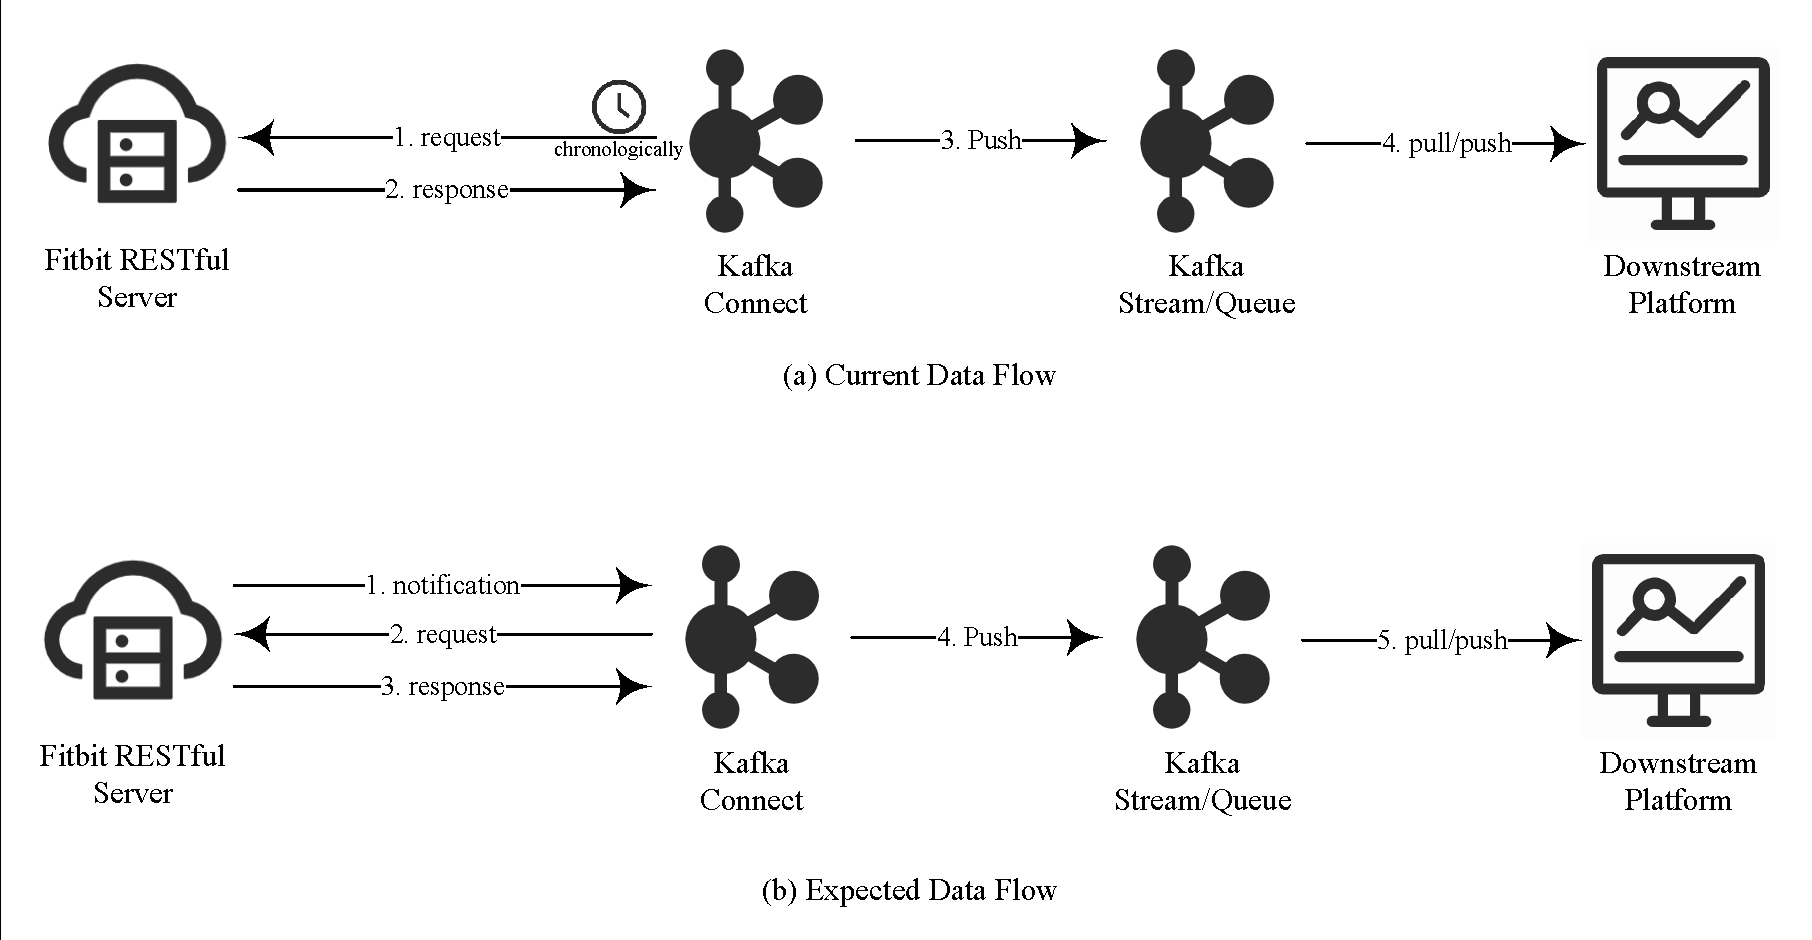 1. request
chronologically
2. response
3. Push
4. pull/push
Fitbit RESTful
Server
Kafka
Connect
Kafka
Stream/Queue
Downstream
Platform
(a) Current Data Flow
1. notification
2. request
3. response
4. Push
5. pull/push
Fitbit RESTful
Server
Kafka
Connect
Kafka
Stream/Queue
Downstream
Platform
(b) Expected Data Flow